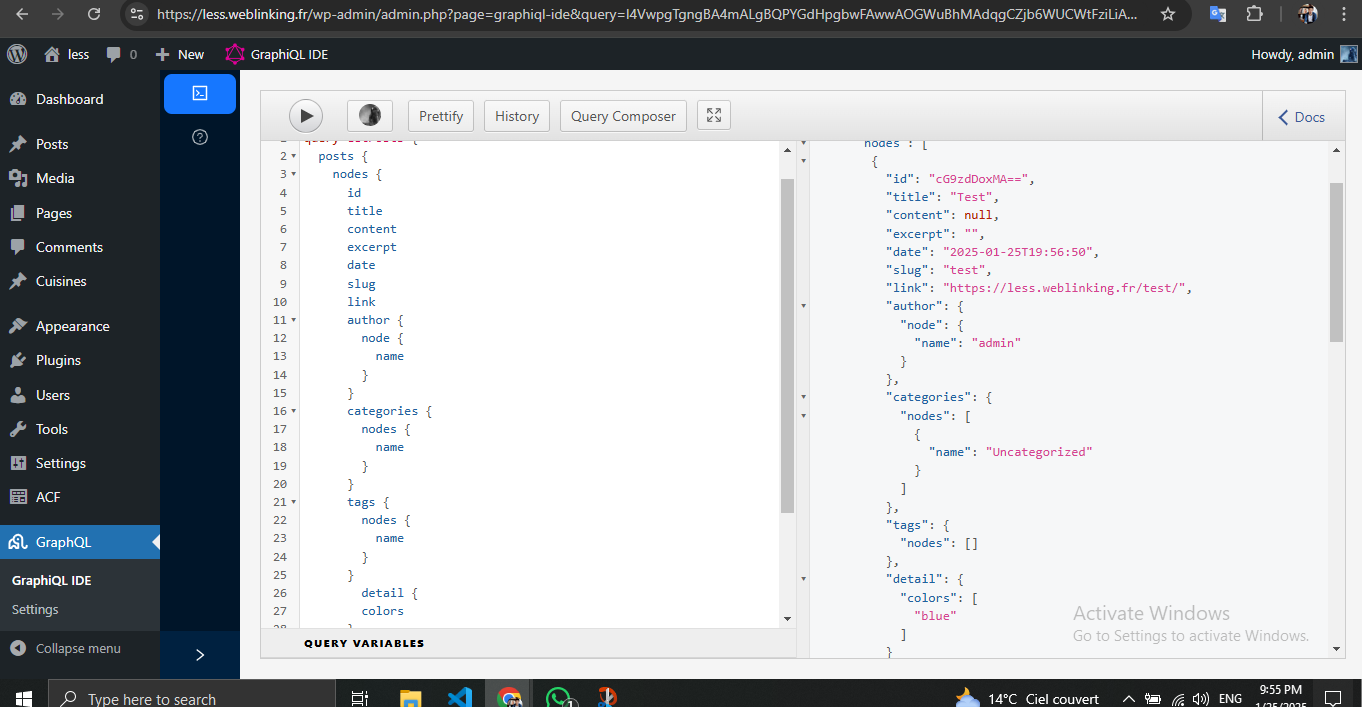 https://less.weblinking.fr/wp-admin/admin.php?page=graphiql-ide&query=I4VwpgTgngBA4mALgBQPYGdHpgbwFAwwAOGWuBhMAdqgCZjb6WUCWtFziLiA...
less 0 New GraphiQL IDE Howdy, admin
Dashboard
Posts
Media
Pages
Comments
Cuisines
Appearance
Plugins
Users
Tools
Settings
ACF
GraphQL
GraphiQL IDE
Settings
Collapse menu
Prettify History Query Composer Docs
2 posts {
3 nodes {
4 id
5 title
6 content
7 excerpt
8 date
9 slug
10 link
11 author {
12 node {
13 name
14 }
15 }
16 categories {
17 nodes {
18 name
19 }
20 }
21 tags {
22 nodes {
23 name
24 }
25 }
26 detail {
27 colors
28 }
QUERY VARIABLES
nodes : [
{
"id": "cG9zdDoxMA==",
"title": "Test",
"content": null,
"excerpt": "",
"date": "2025-01-25T19:56:50",
"slug": "test",
"link": "https://less.weblinking.fr/test/",
"author": {
"node": {
"name": "admin"
}
},
"categories": {
"nodes": [
{
"name": "Uncategorized"
}
]
},
"tags": {
"nodes": []
},
"detail": {
"colors": [
"blue"
]
}
Activate Windows
Go to Settings to activate Windows.
Type here to search
1
14°C Ciel couvert
ENG
9:55 PM
1/25/2025